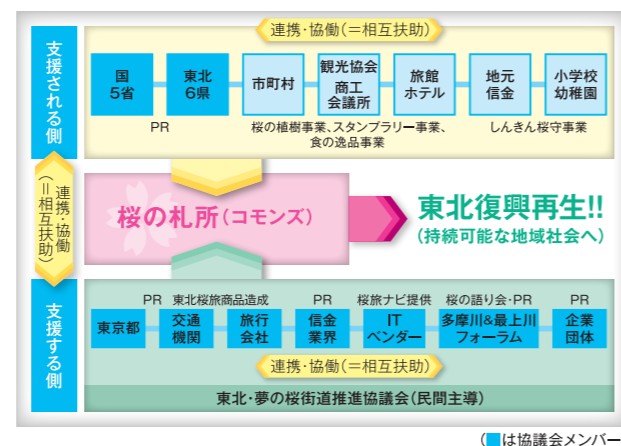 連携・協働(=相互扶助)
支援される側
国
5省
東北
6県
市町村
観光協会
商工
会議所
旅館
ホテル
地元
信金
小学校
幼稚園
PR
桜の植樹事業、スタンプラリー事業、
食の逸品事業
しんきん桜守事業
連携・協働
(=相互扶助)
桜の札所(コモンズ)
東北復興再生!!
(持続可能な地域社会へ)
支援する側
PR
東北桜旅商品造成
PR
桜旅ナビ提供
桜の語り会・PR
PR
東京都
交通
機関
旅行
会社
信金
業界
IT
ベンダー
多摩川&最上川
フォーラム
企業
団体
連携・協働(=相互扶助)
東北・夢の桜街道推進協議会(民間主導)
(■は協議会メンバー